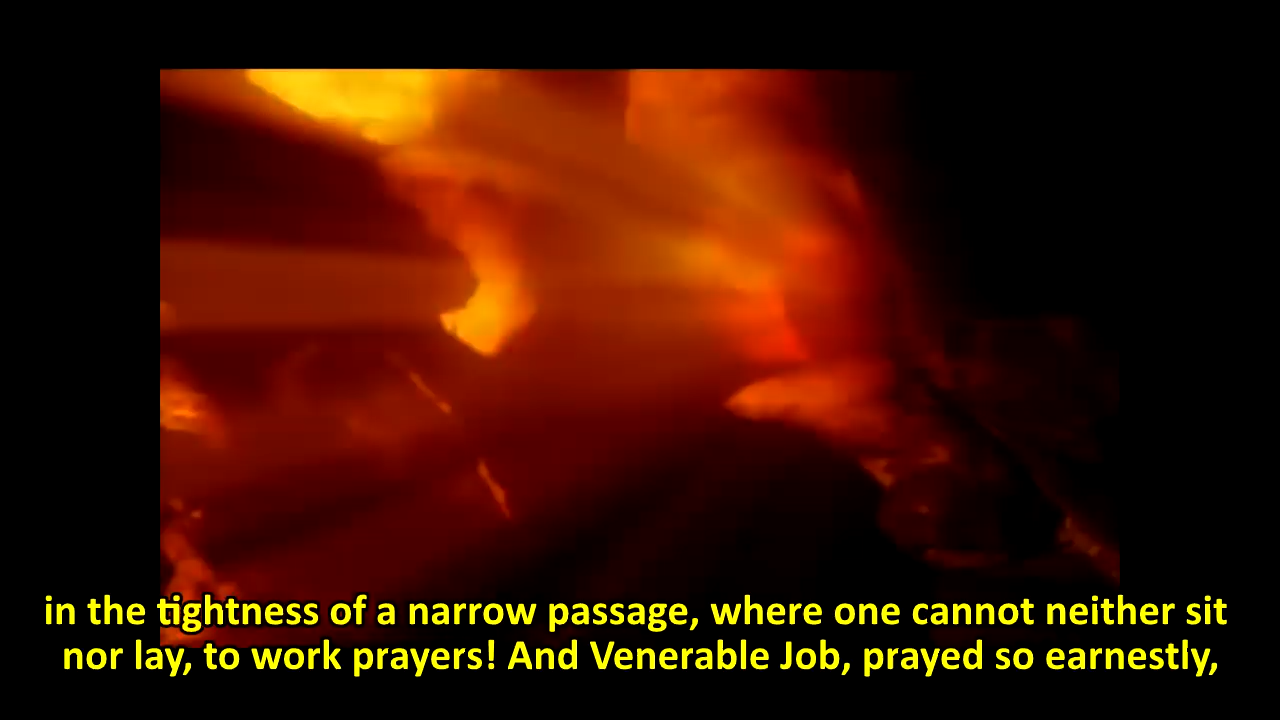 in the tightness of a narrow passage, where one cannot neither sit
nor lay, to work prayers! And Venerable Job, prayed so earnestly,